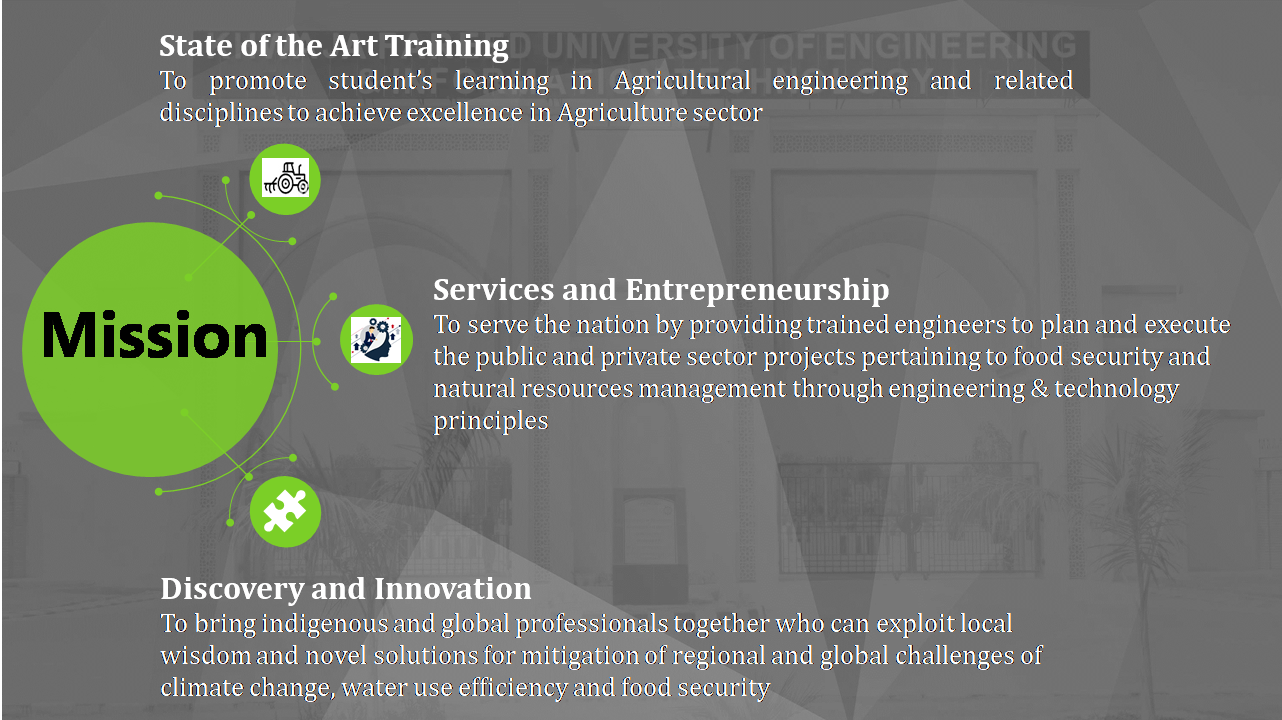 State of the Art Training
D UNIVERSITY OF ENGINEERING
To promote student’s learning in Agricultural engineering and related
disciplines to achieve excellence in Agriculture sector
Mission
Services and Entrepreneurship
To serve the nation by providing trained engineers to plan and execute
the public and private sector projects pertaining to food security and
natural resources management through engineering & technology
principles
Discovery and Innovation
To bring indigenous and global professionals together who can exploit local
wisdom and novel solutions for mitigation of regional and global challenges of
climate change, water use efficiency and food security